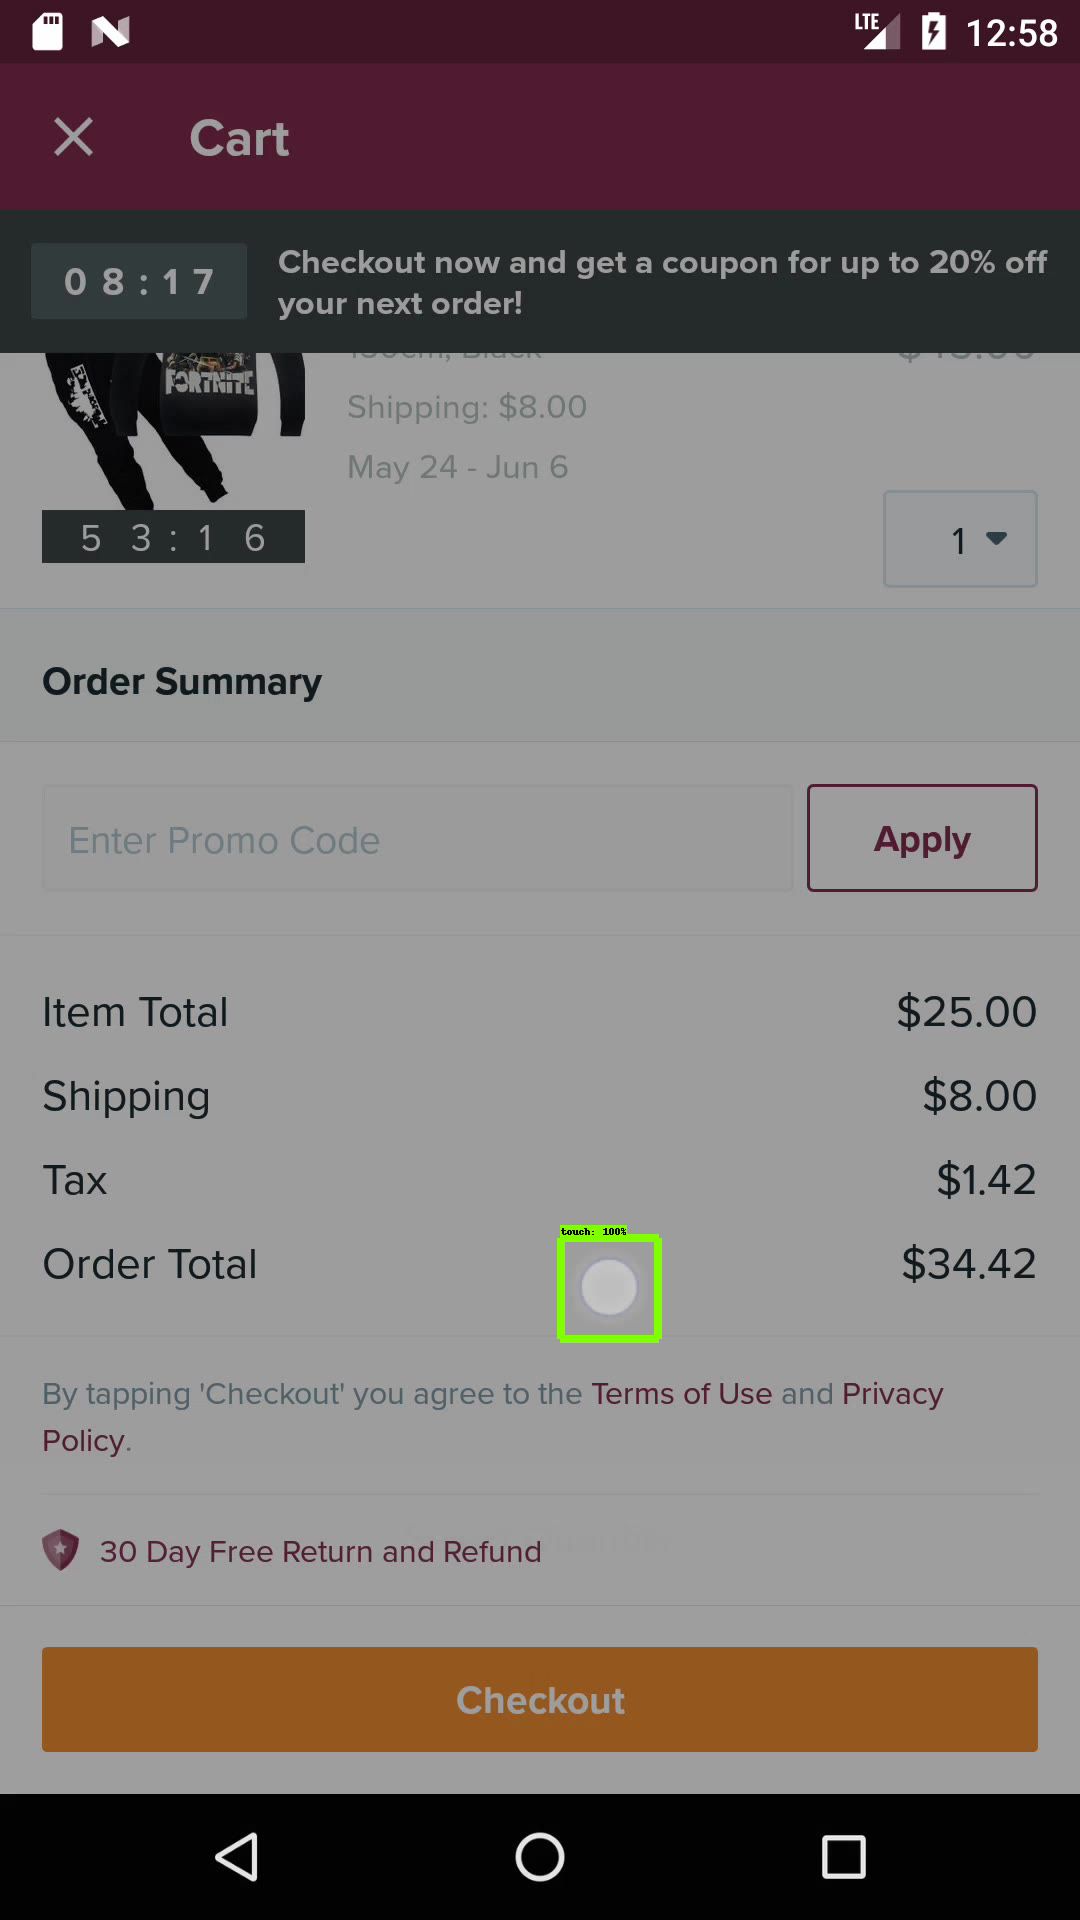 LTE 12:58
Cart
08:17
Checkout now and get a coupon for up to 20% off
your next order!
FORTNITE
Shipping: $8.00
May 24 - Jun 6
53:16
1
Order Summary
Enter Promo Code
Apply
Item Total $25.00
Shipping $8.00
Tax $1.42
touch: 100%
Order Total $34.42
By tapping 'Checkout' you agree to the Terms of Use and Privacy
Policy.
30 Day Free Return and Refund
Checkout